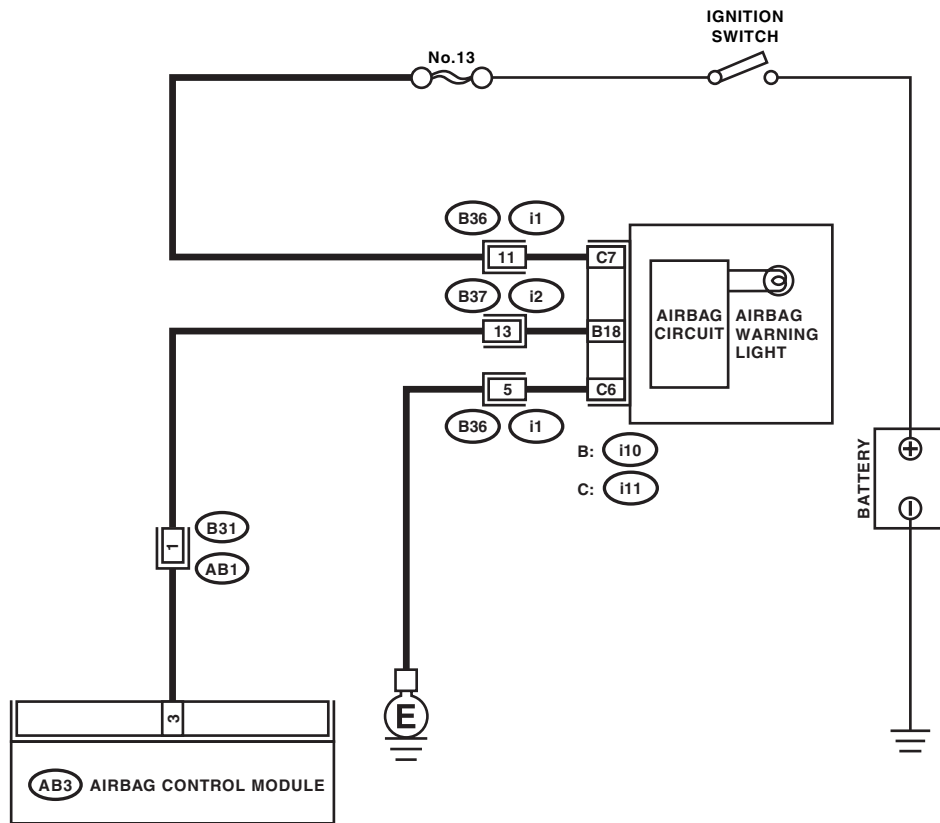 IGNITION
SWITCH
No.13
B36
i1
11
C7
B37
i2
13
B18
5
C6
B36
i1
AIRBAG
CIRCUIT
AIRBAG
WARNING
LIGHT
B: i10
C: i11
BATTERY
B31
1
AB1
3
E
AB3 AIRBAG CONTROL MODULE